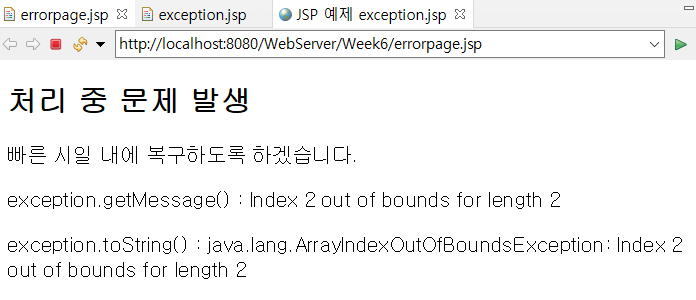 errorpage.jsp exception.jsp JSP 예제 exception.jsp
http://localhost:8080/WebServer/Week6/errorpage.jsp
처리 중 문제 발생
빠른 시일 내에 복구하도록 하겠습니다.
exception.getMessage() : Index 2 out of bounds for length 2
exception.toString() : java.lang.ArrayIndexOutOfBoundsException: Index 2
out of bounds for length 2